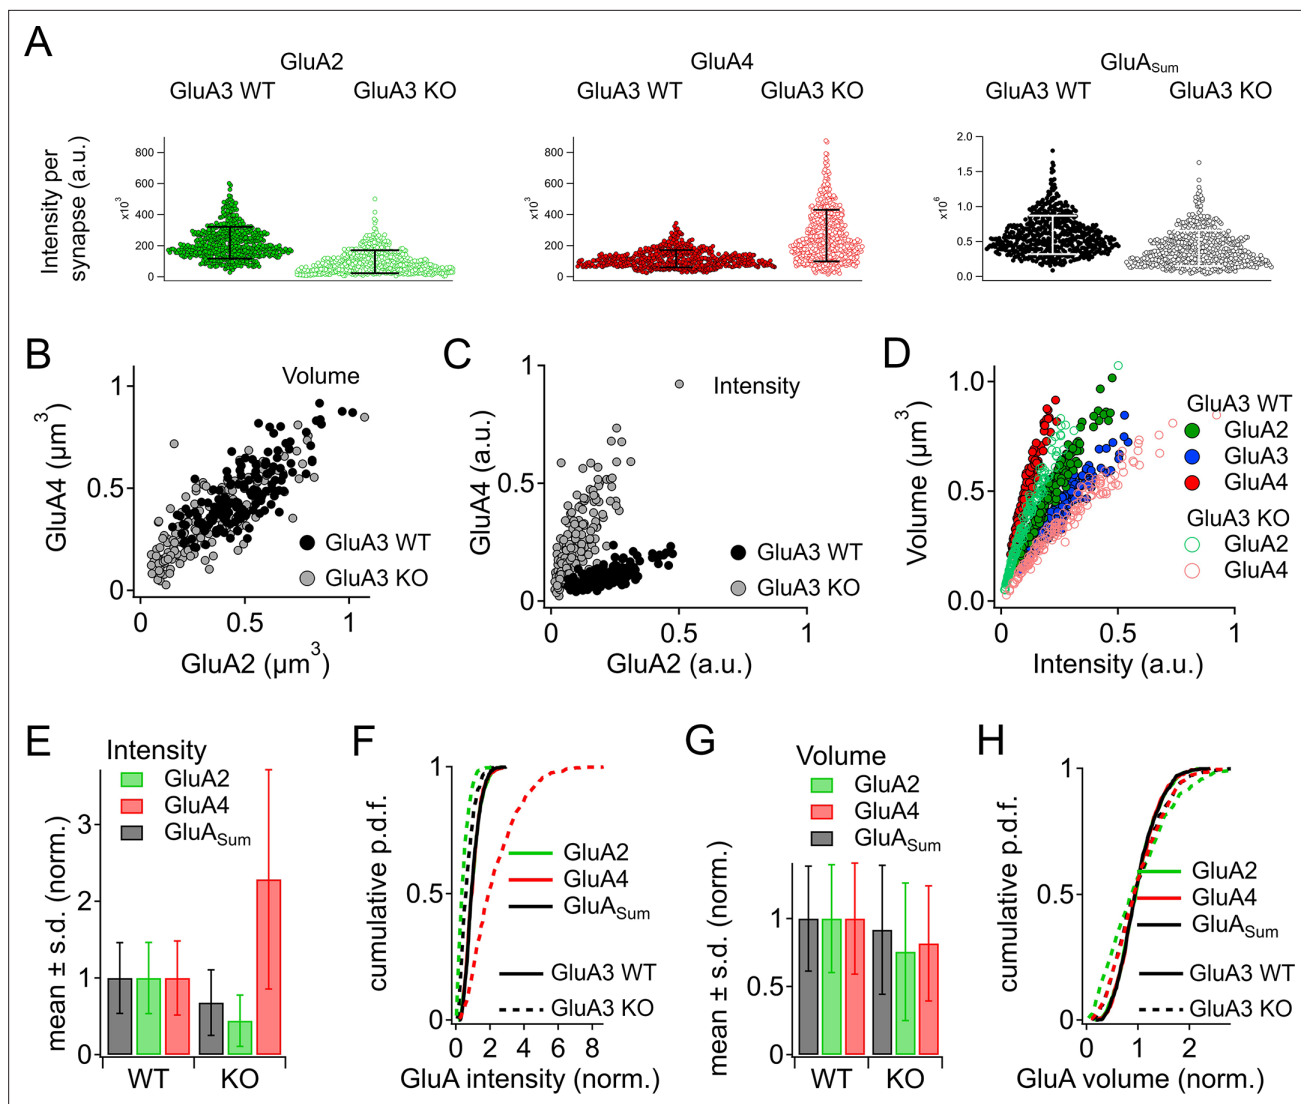 A
GluA2
GluA3 WT GluA3 KO
GluA4
GluA3 WT GluA3 KO
GluASum
GluA3 WT GluA3 KO
Intensity per
synapse (a.u.)
x10³
800
600
400
200
0
x10³
800
600
400
200
0
x10⁶
2.0
1.5
1.0
0.5
0.0
B
Volume
GluA4 (µm³)
1
0.5
0
GluA3 WT
GluA3 KO
0 0.5 1
GluA2 (µm³)
C
Intensity
GluA4 (a.u.)
1
0.5
0
GluA3 WT
GluA3 KO
0 0.5 1
GluA2 (a.u.)
D
Volume (µm³)
1.0
0.5
0.0
GluA3 WT
GluA2
GluA3
GluA4
GluA3 KO
GluA2
GluA4
0 0.5 1
Intensity (a.u.)
E
Intensity
GluA2
GluA4
GluASum
mean ± s.d. (norm.)
3
2
1
0
WT KO
F
cumulative p.d.f.
1
0.5
0
GluA2
GluA4
GluASum
GluA3 WT
GluA3 KO
0 2 4 6 8
GluA intensity (norm.)
G
Volume
GluA2
GluA4
GluASum
mean ± s.d. (norm.)
1
0.5
0
WT KO
H
cumulative p.d.f.
1
0.5
0
GluA2
GluA4
GluASum
GluA3 WT
GluA3 KO
0 1 2
GluA volume (norm.)